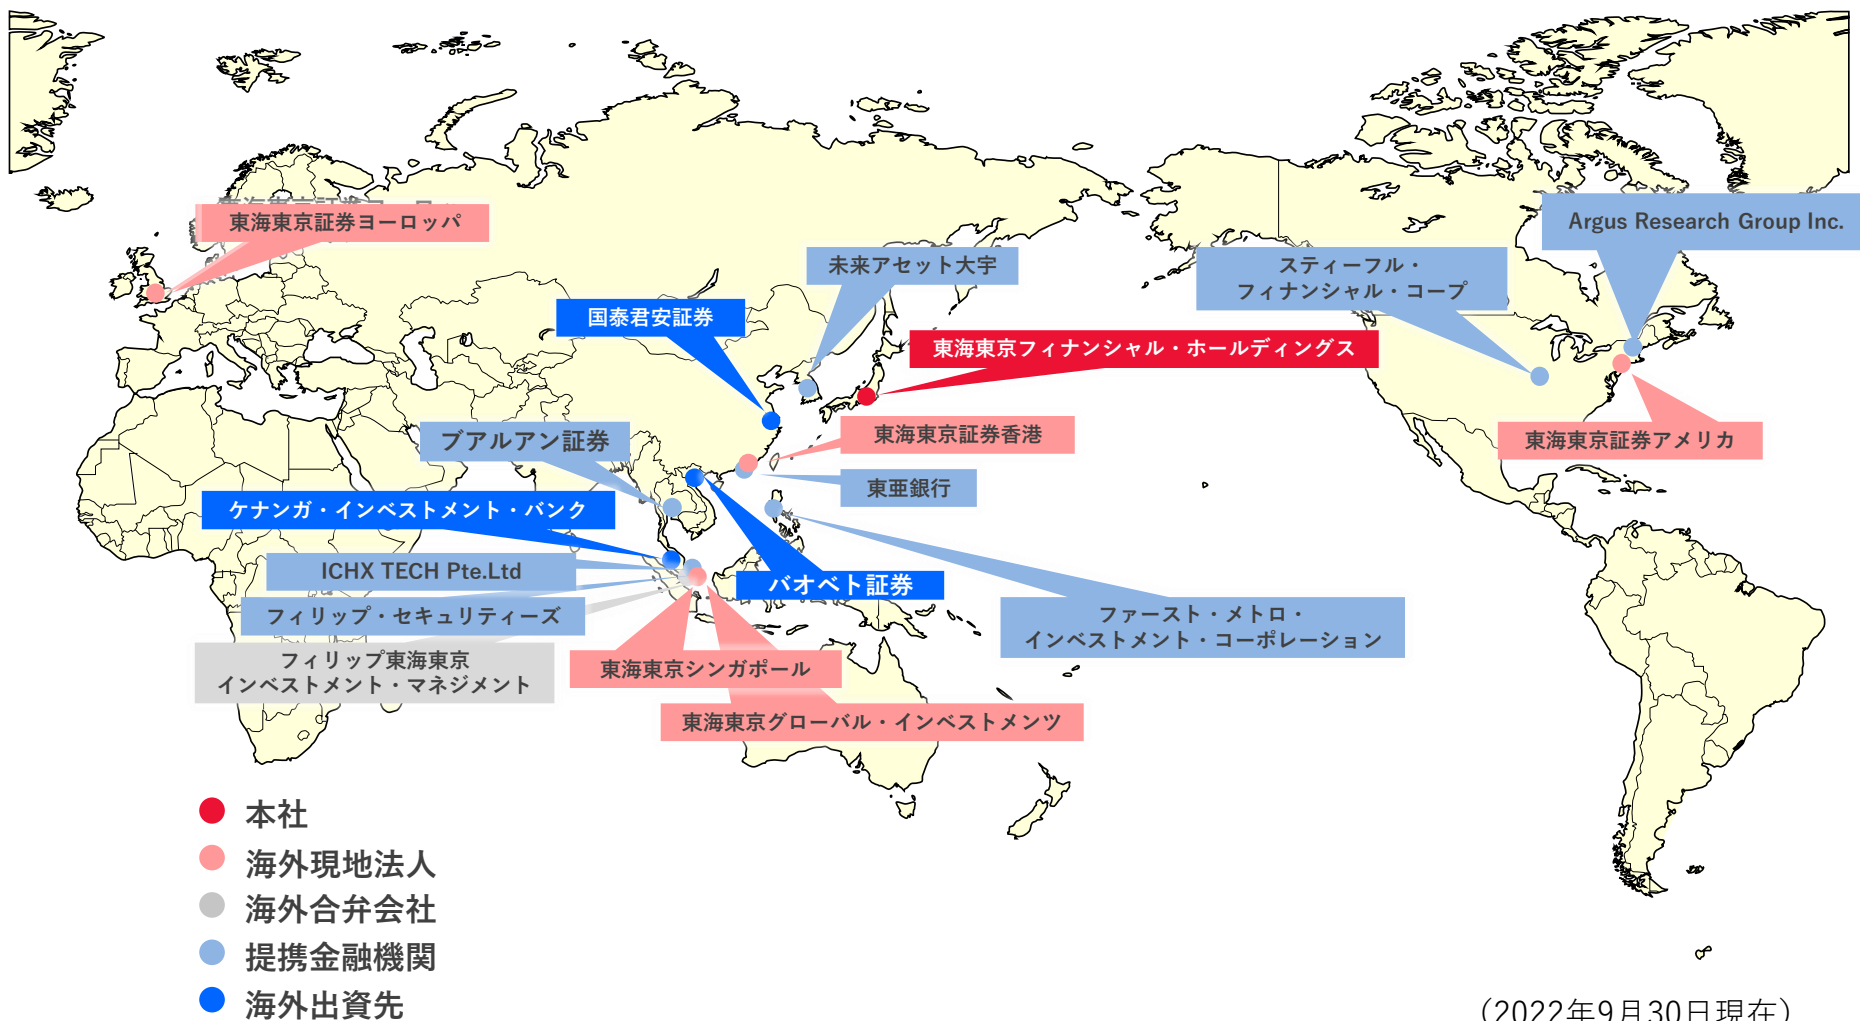 東海東京証券ヨーロッパ
Argus Research Group Inc.
未来アセット大宇
スティーフル・
フィナンシャル・コープ
国泰君安証券
東海東京フィナンシャル・ホールディングス
東海東京証券香港
東海東京証券アメリカ
ブアルアン証券
東亜銀行
ケナンガ・インベストメント・バンク
ICHX TECH Pte.Ltd
バオベト証券
フィリップ・セキュリティーズ
ファースト・メトロ・
インベストメント・コーポレーション
フィリップ東海東京
インベストメント・マネジメント
東海東京シンガポール
東海東京グローバル・インベストメンツ
本社
海外現地法人
海外合弁会社
提携金融機関
海外出資先
（2022年9月30日現在）